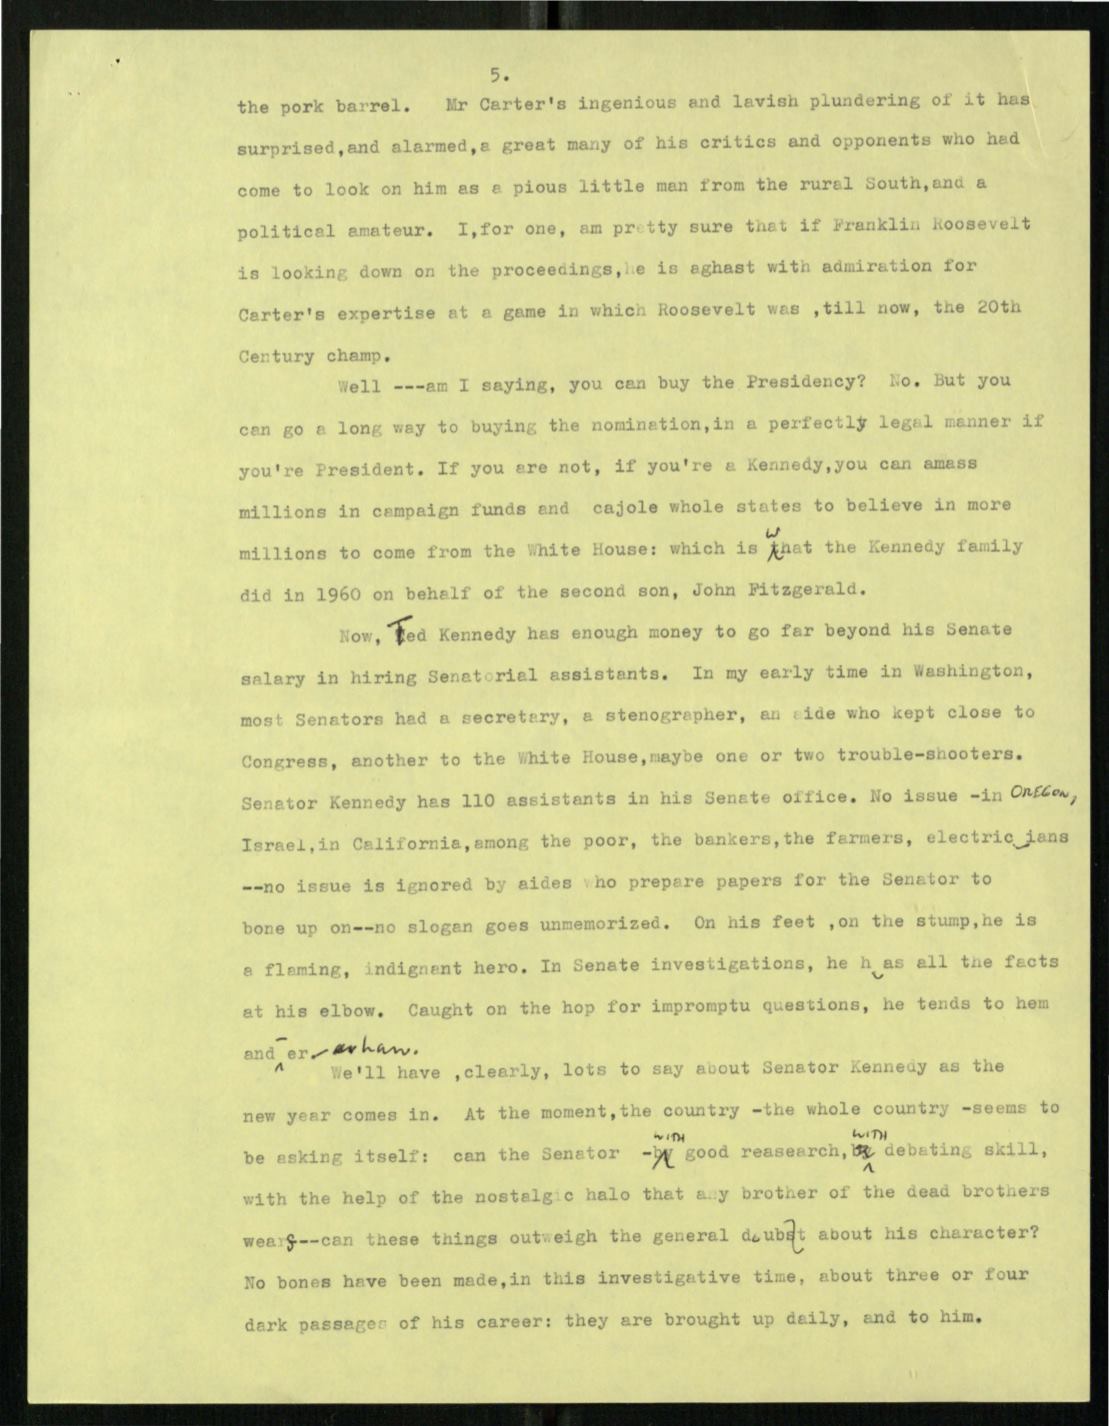 5.
the pork barrel. Mr Carter's ingenious and lavish plundering of it has
surprised,and alarmed,a great many of his critics and opponents who had
come to look on him as a pious little man from the rural South,and a
political amateur. I,for one, am pretty sure that if Franklin Roosevelt
is looking down on the proceedings,he is aghast with admiration for
Carter's expertise at a game in which Roosevelt was ,till now, the 20th
Century champ.
Well ---am I saying, you can buy the Presidency? No. But you
can go a long way to buying the nomination,in a perfectly legal manner if
you're President. If you are not, if you're a Kennedy,you can amass
millions in campaign funds and cajole whole states to believe in more
millions to come from the White House: which is what the Kennedy family
did in 1960 on behalf of the second son, John Fitzgerald.
Now, Ted Kennedy has enough money to go far beyond his Senate
salary in hiring Senatorial assistants. In my early time in Washington,
most Senators had a secretary, a stenographer, an aide who kept close to
Congress, another to the White House,maybe one or two trouble-shooters.
Senator Kennedy has 110 assistants in his Senate office. No issue -in OREGON,
Israel,in California,among the poor, the bankers,the farmers, electricians
--no issue is ignored by aides who prepare papers for the Senator to
bone up on--no slogan goes unmemorized. On his feet ,on the stump,he is
a flaming, indignant hero. In Senate investigations, he has all the facts
at his elbow. Caught on the hop for impromptu questions, he tends to hem
and - er - or haw.
We'll have ,clearly, lots to say about Senator Kennedy as the
new year comes in. At the moment,the country -the whole country -seems to
be asking itself: can the Senator -WITH good reasearch,WITH debating skill,
with the help of the nostalgic halo that any brother of the dead brothers
wears--can these things outweigh the general doubt about his character?
No bones have been made,in this investigative time, about three or four
dark passages of his career: they are brought up daily, and to him.